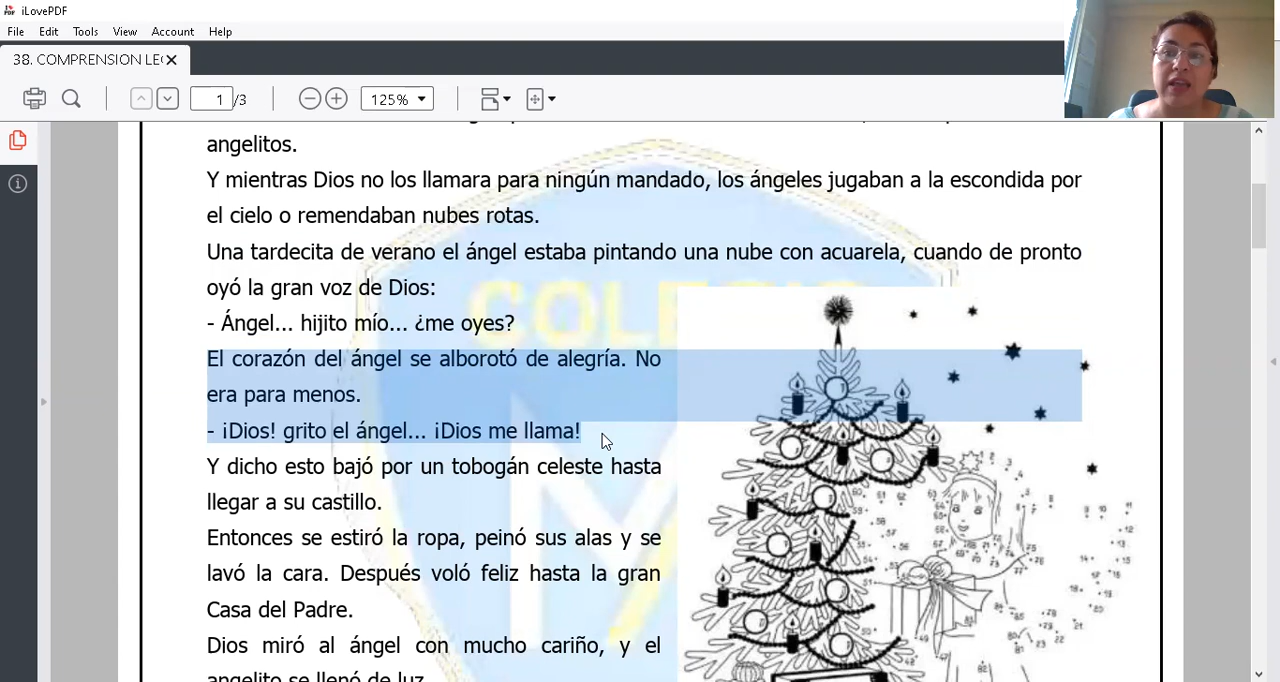 iLovePDF
File Edit Tools View Account Help
38. COMPRENSION LE
1 /3 125%
angelitos.
Y mientras Dios no los llamara para ningún mandado, los ángeles jugaban a la escondida por
el cielo o remendaban nubes rotas.
Una tardecita de verano el ángel estaba pintando una nube con acuarela, cuando de pronto
oyó la gran voz de Dios:
- Ángel... hijito mío... ¿me oyes?
El corazón del ángel se alborotó de alegría. No
era para menos.
- ¡Dios! grito el ángel... ¡Dios me llama!
Y dicho esto bajó por un tobogán celeste hasta
llegar a su castillo.
Entonces se estiró la ropa, peinó sus alas y se
lavó la cara. Después voló feliz hasta la gran
Casa del Padre.
Dios miró al ángel con mucho cariño, y el
angelito se llenó de luz.